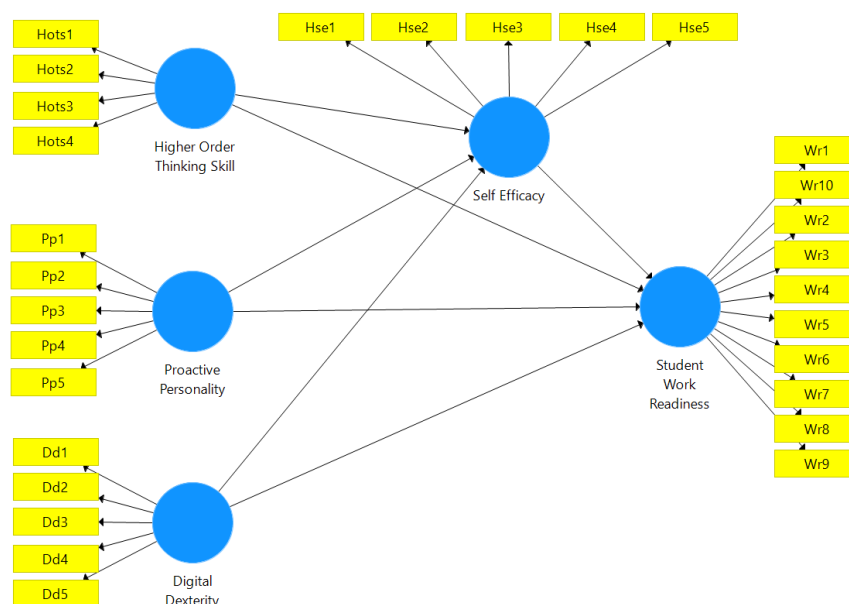 Hots1
Hots2
Hots3
Hots4
Higher Order
Thinking Skill
Hse1
Hse2
Hse3
Hse4
Hse5
Self Efficacy
Pp1
Pp2
Pp3
Pp4
Pp5
Proactive
Personality
Wr1
Wr10
Wr2
Wr3
Wr4
Wr5
Wr6
Wr7
Wr8
Wr9
Student
Work
Readiness
Dd1
Dd2
Dd3
Dd4
Dd5
Digital
Dexterity